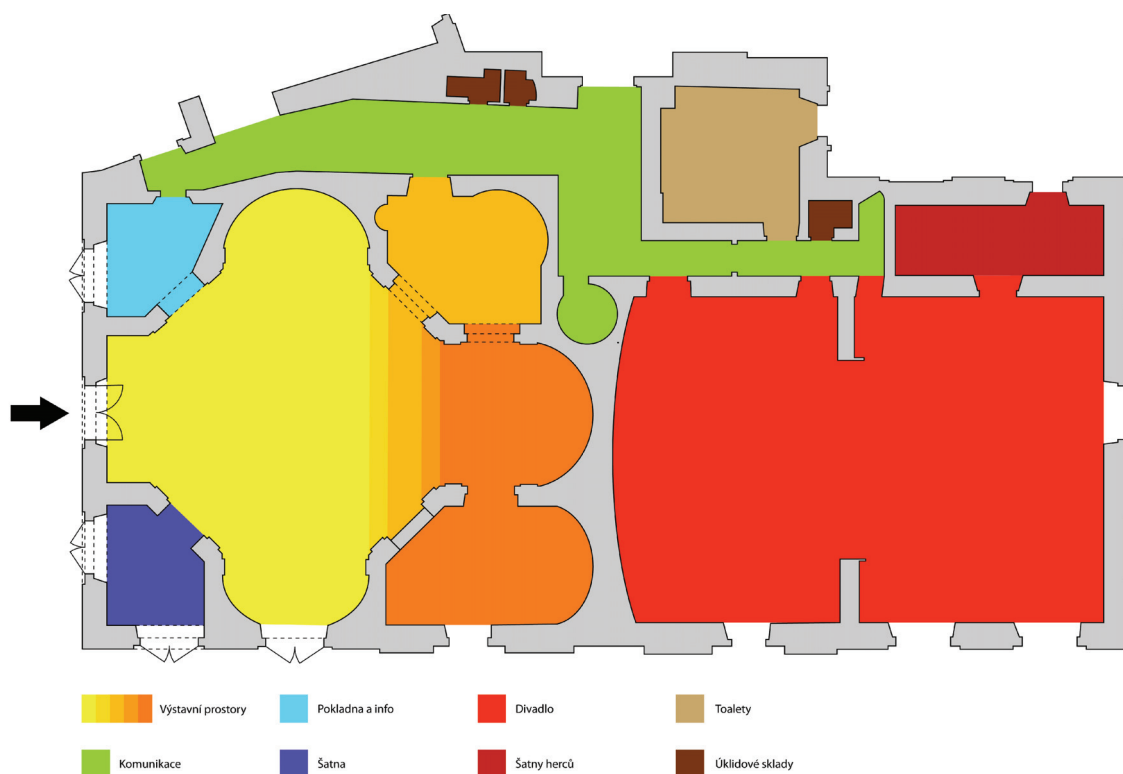 Výstavní prostory
Pokladna a info
Divadlo
Toalety
Komunikace
Šatna
Šatny herců
Úklidové sklady